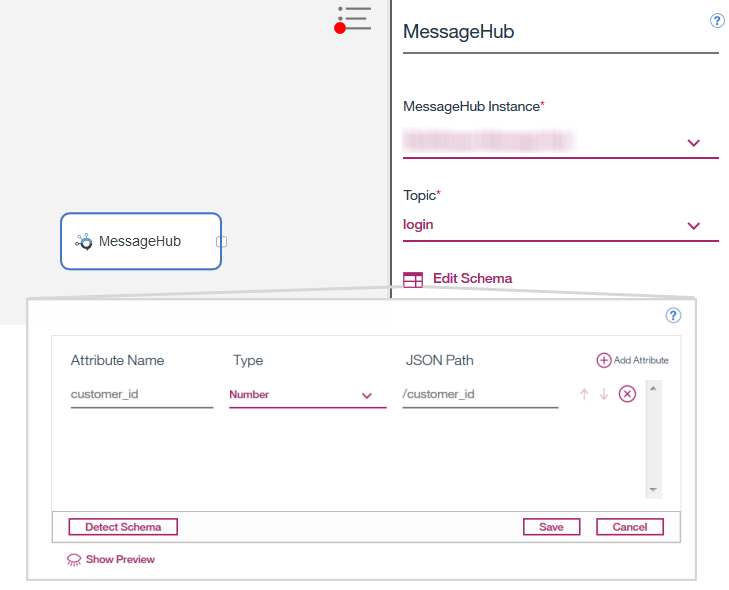 MessageHub
?
MessageHub Instance*
Topic*
login
MessageHub
Edit Schema
?
Attribute Name Type JSON Path Add Attribute
customer_id Number /customer_id
Detect Schema Save Cancel
Show Preview